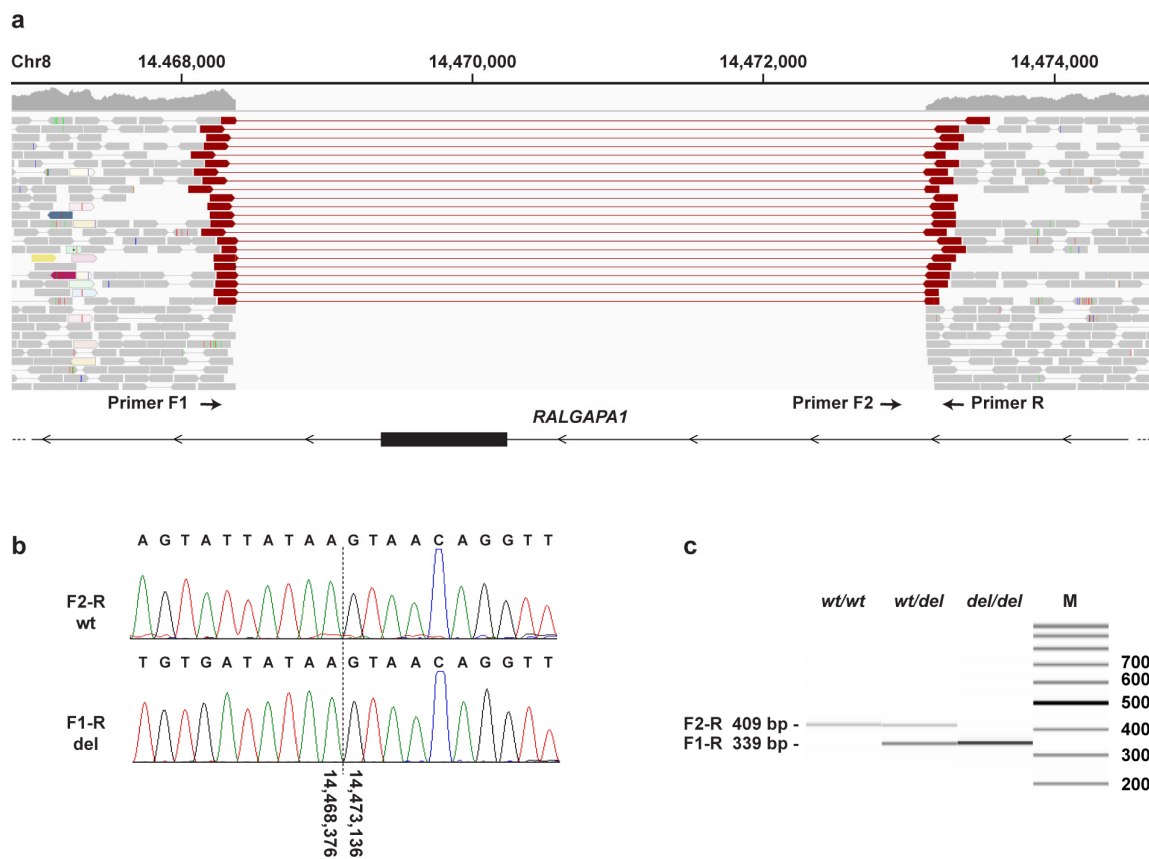 a
Chr8 14.468,000 14,470,000 14,472,000 14,474,000
Primer F1 Primer F2 Primer R
RALGAPA1
b
A G T A T T A T A A G T A A C A G G T T
F2-R
wt
T G T G A T A T A A G T A A C A G G T T
F1-R
del
14,468,376
14,473,136
c
wt/wt wt/del del/del M
700
600
500
F2-R 409 bp - 400
F1-R 339 bp -
300
200